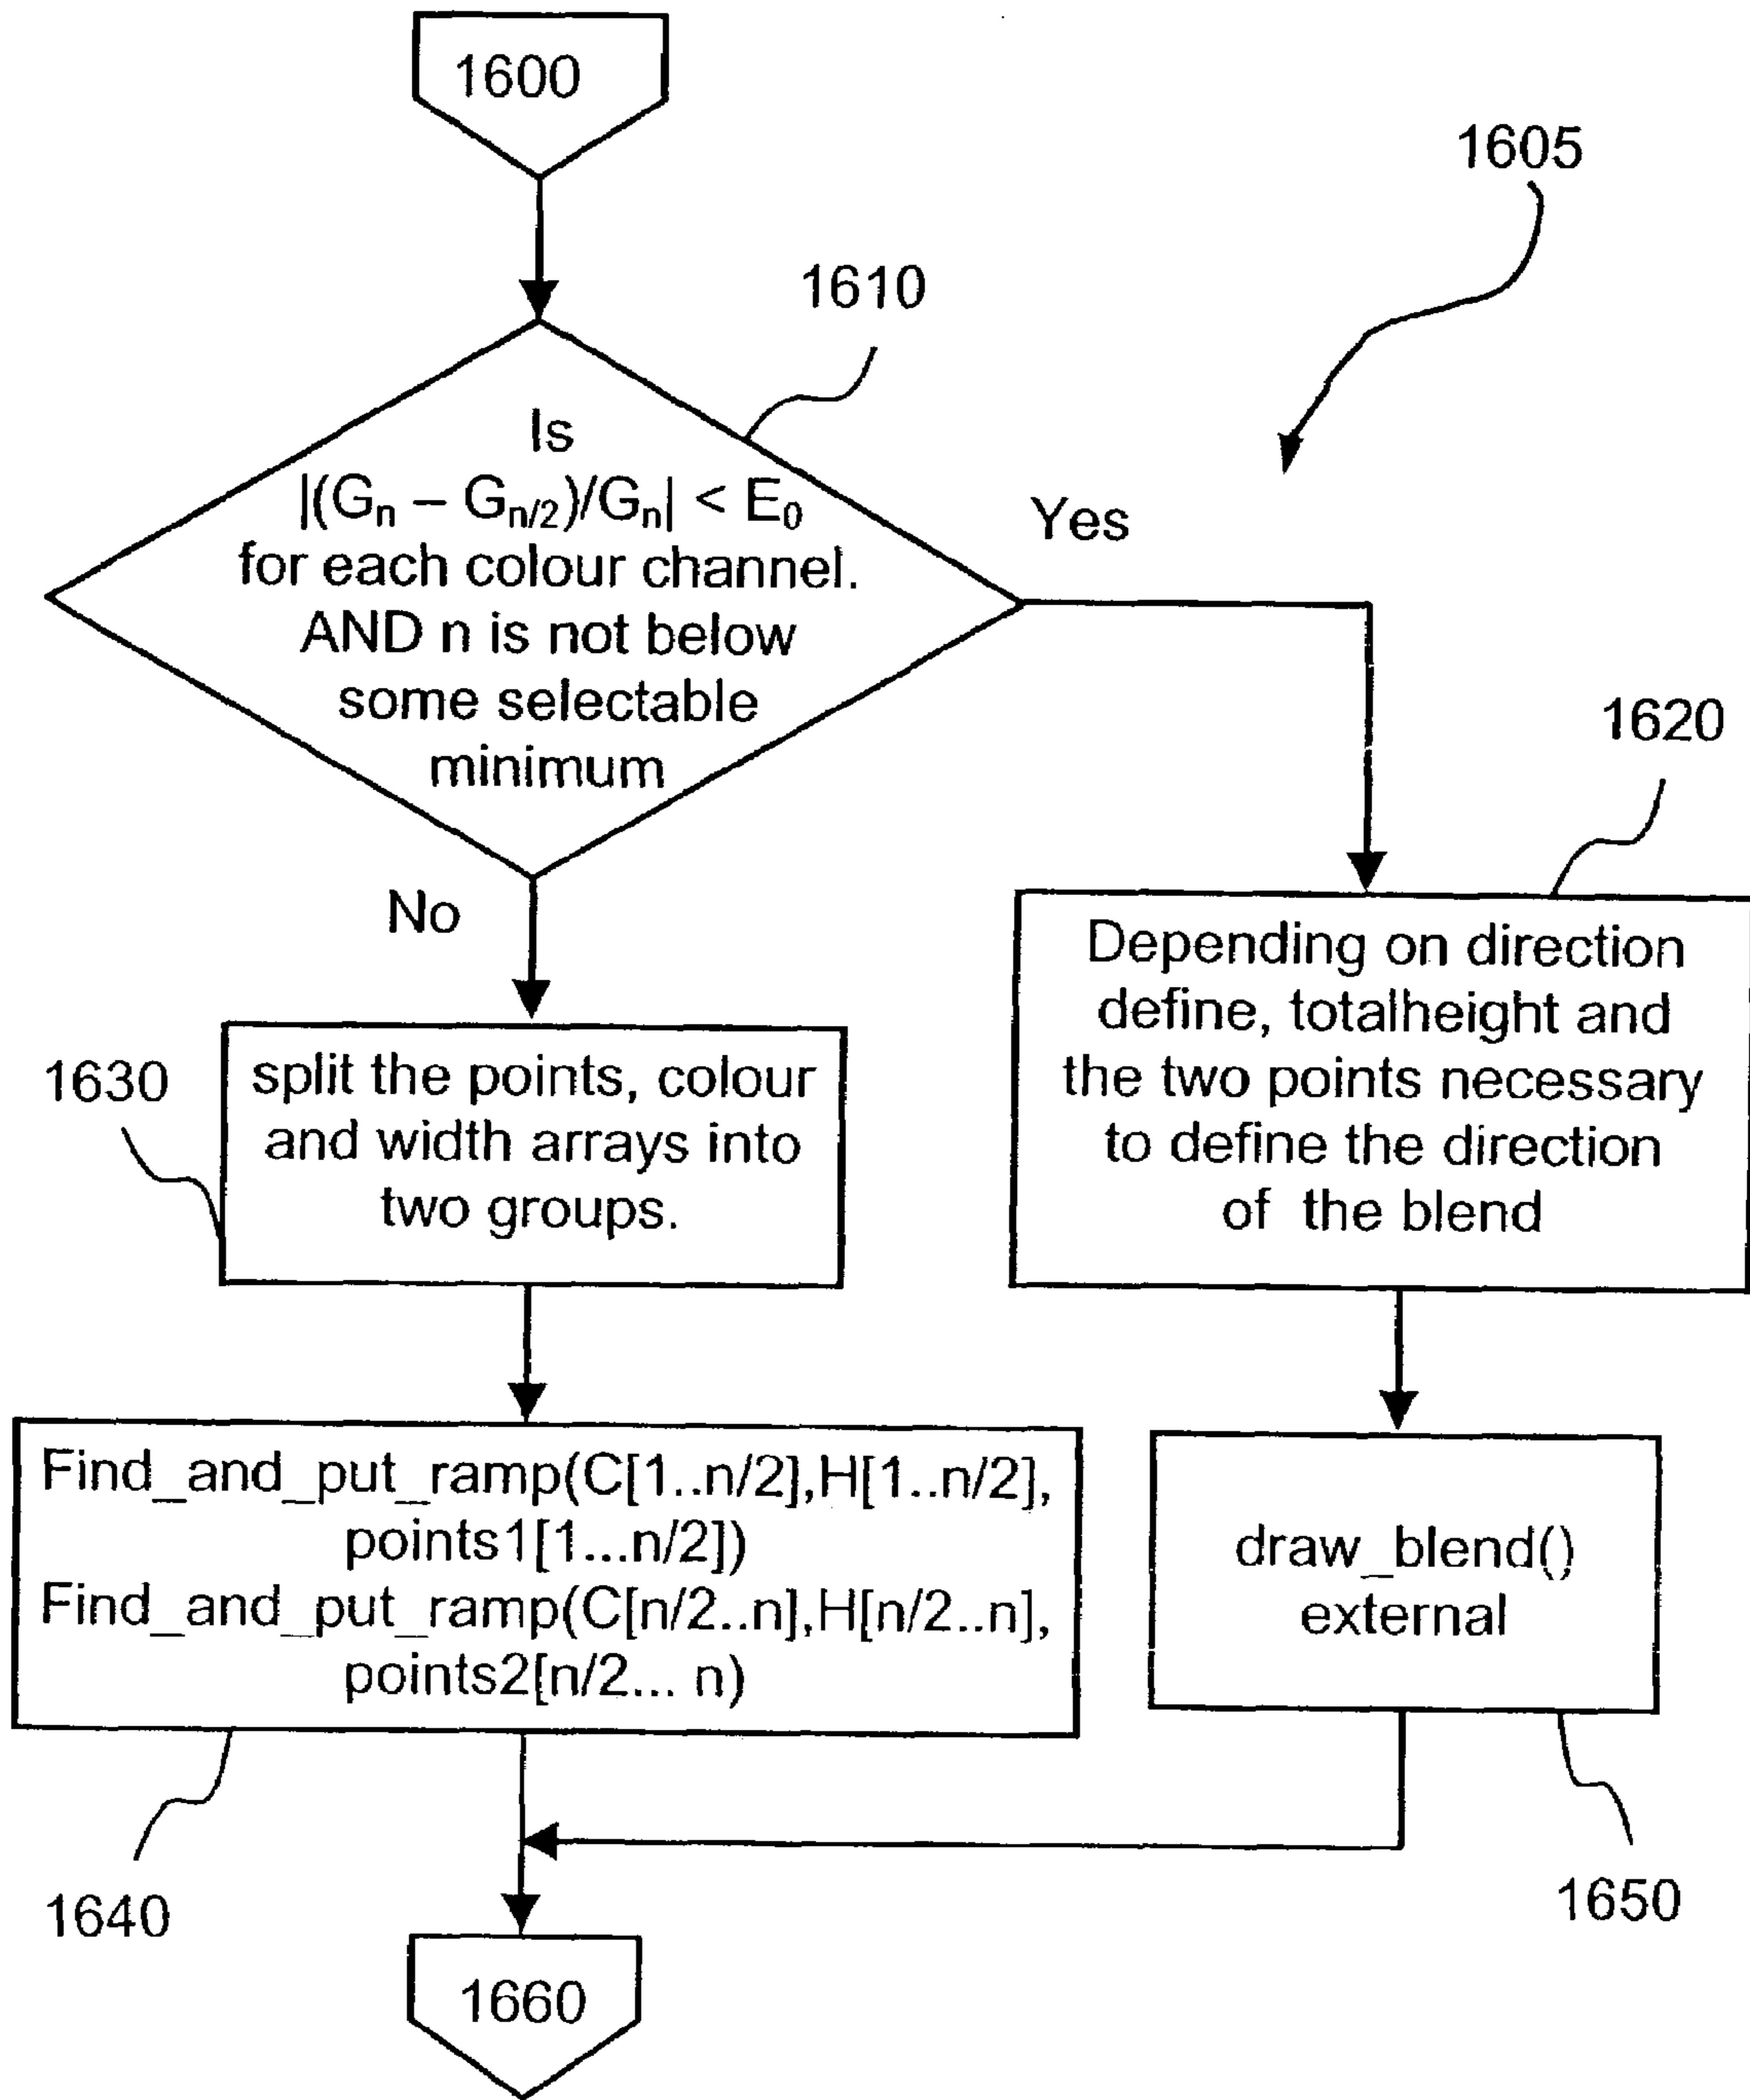 1600
1605
1610
Is
|(Gₙ – Gₙ/₂)/Gₙ| < E₀
for each colour channel.
AND n is not below
some selectable
minimum
Yes
No
1620
Depending on direction
define, totalheight and
the two points necessary
to define the direction
of the blend
1630
split the points, colour
and width arrays into
two groups.
Find_and_put_ramp(C[1..n/2],H[1..n/2],
points1[1...n/2])
Find_and_put_ramp(C[n/2..n],H[n/2..n],
points2[n/2... n)
draw_blend()
external
1640
1650
1660